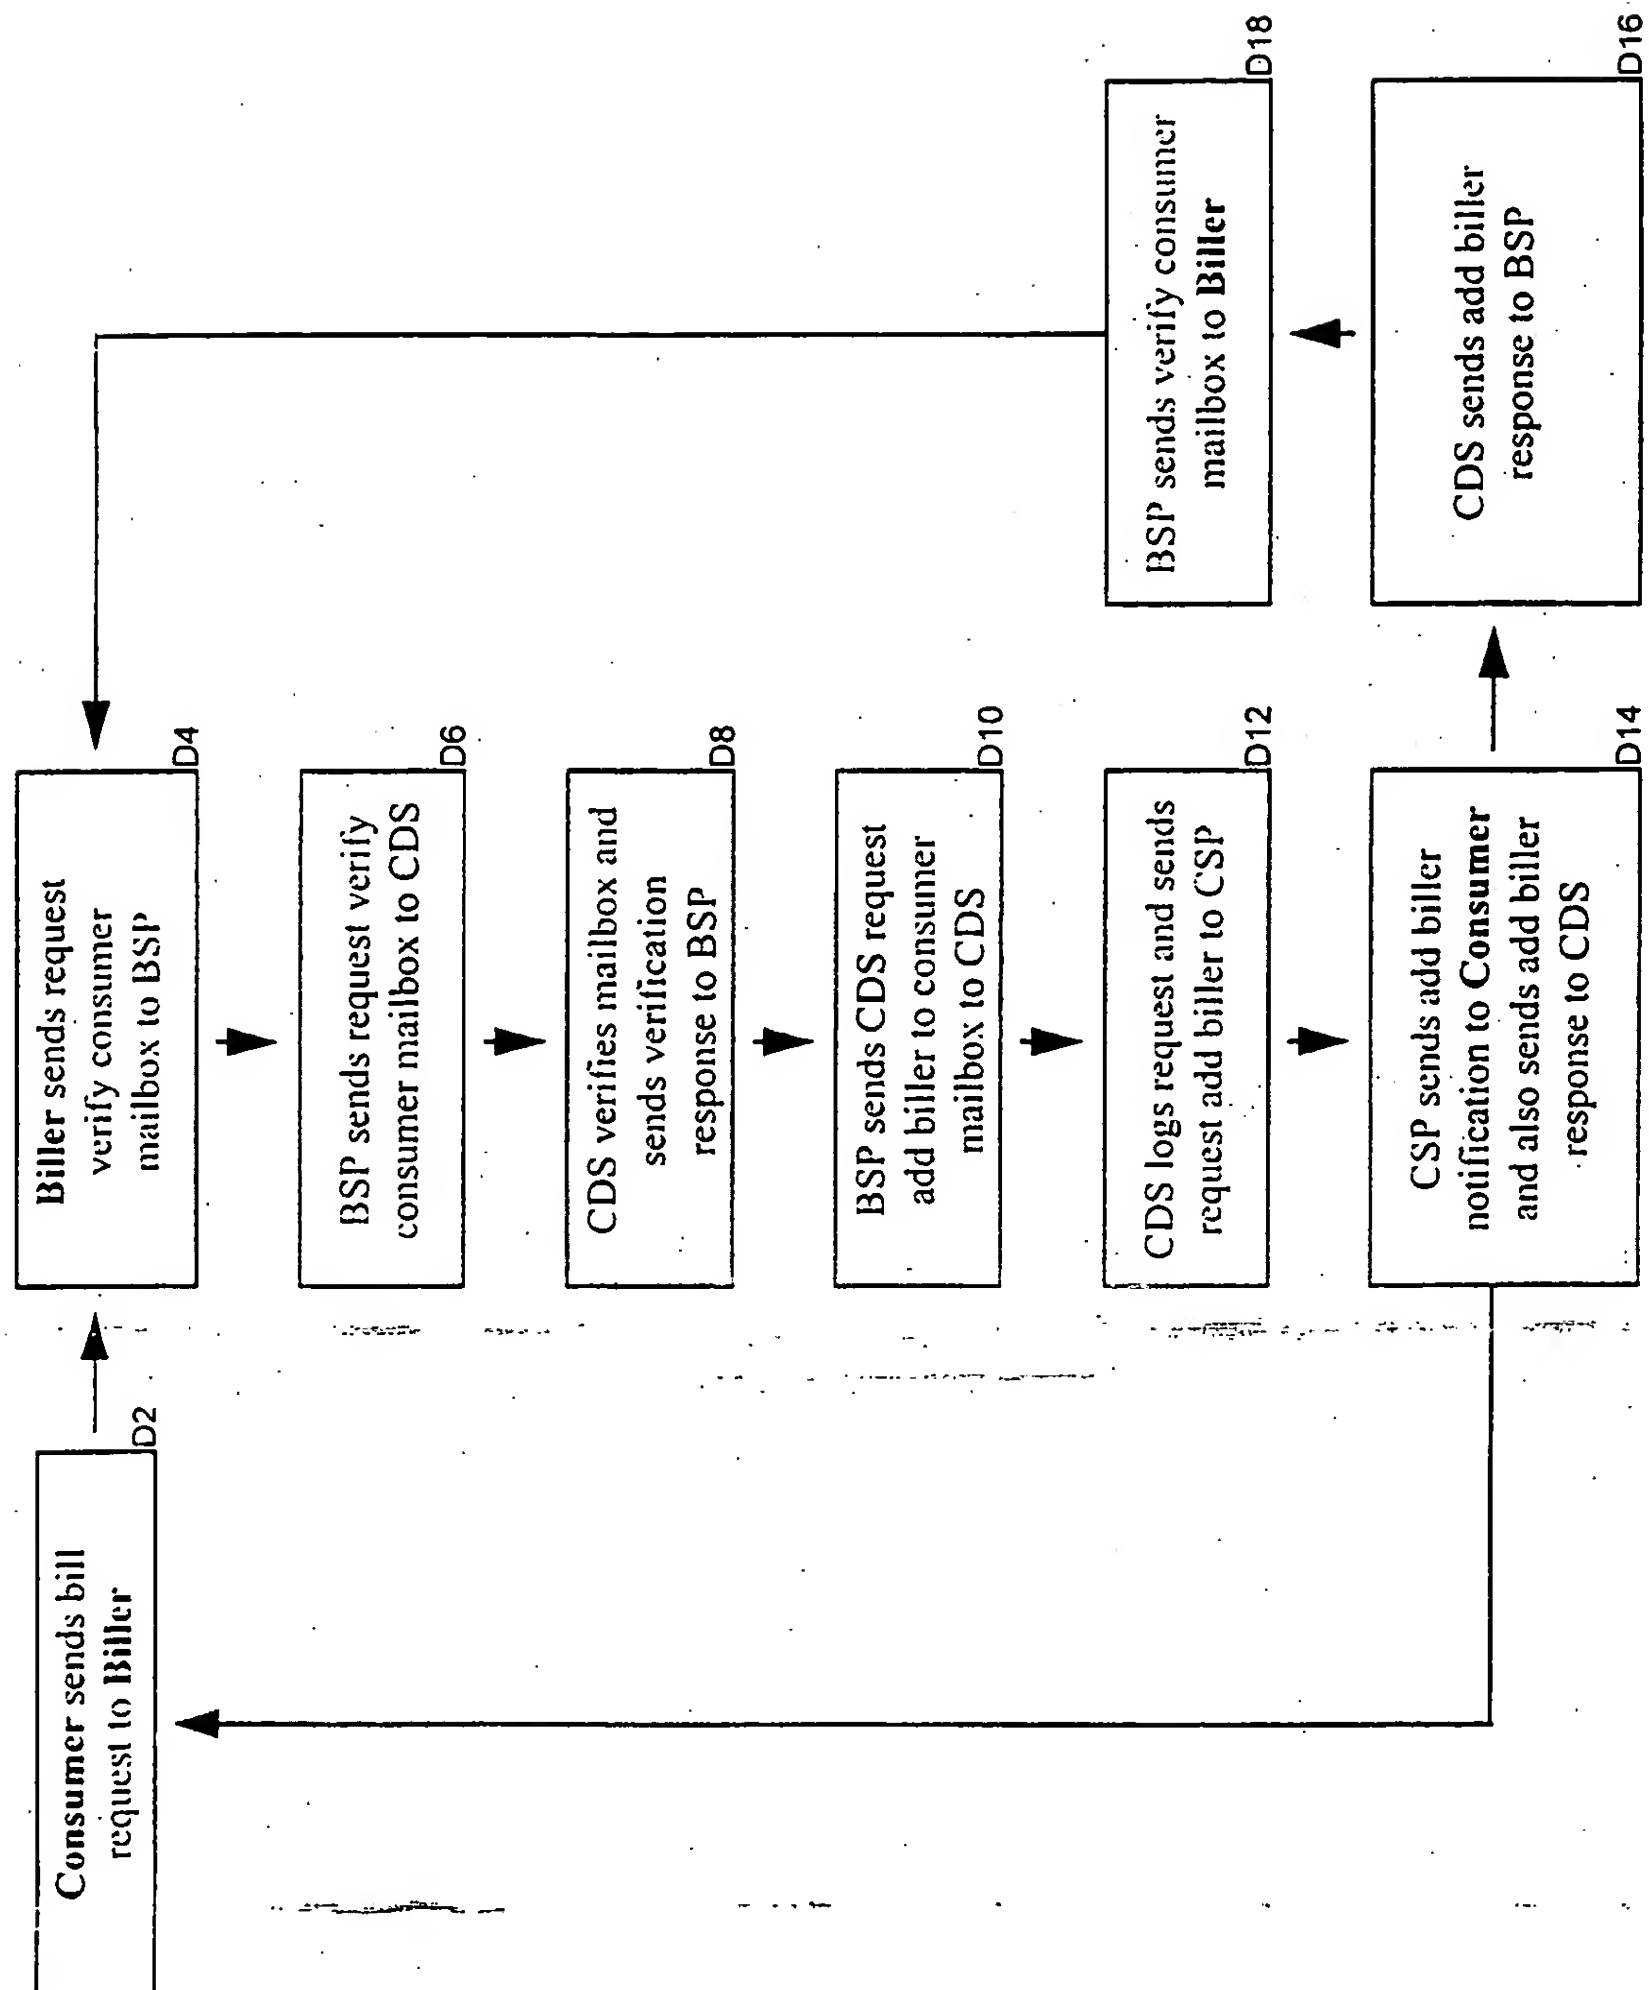 Consumer sends bill
request to Biller
D2
Biller sends request
verify consumer
mailbox to BSP
D4
BSP sends request verify
consumer mailbox to CDS
D6
CDS verifies mailbox and
sends verification
response to BSP
D8
BSP sends CDS request
add biller to consumer
mailbox to CDS
D10
CDS logs request and sends
request add biller to CSP
D12
CSP sends add biller
notification to Consumer
and also sends add biller
response to CDS
D14
CDS sends add biller
response to BSP
D16
BSP sends verify consumer
mailbox to Biller
D18